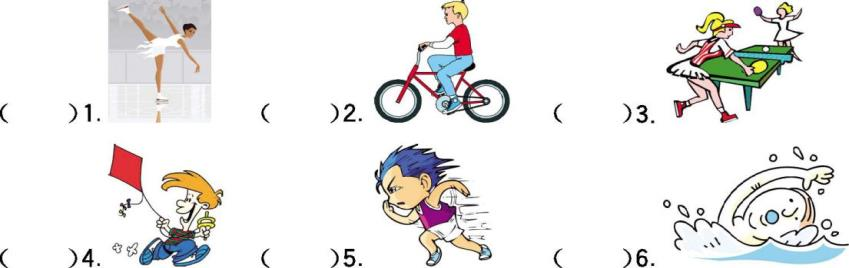 ( )1. ( )2. ( )3.
( )4. ( )5. ( )6.